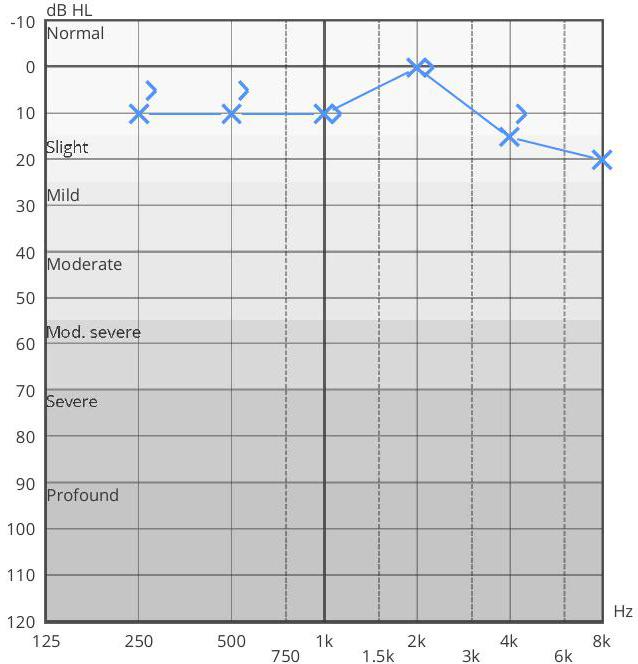 dB HL
-10
Normal
0
10
Slight
20
Mild
30
40
Moderate
50
Mod. severe
60
70
Severe
80
90
Profound
100
110
120
Hz
125 250 500 1k 2k 4k 8k
750 1.5k 3k 6k